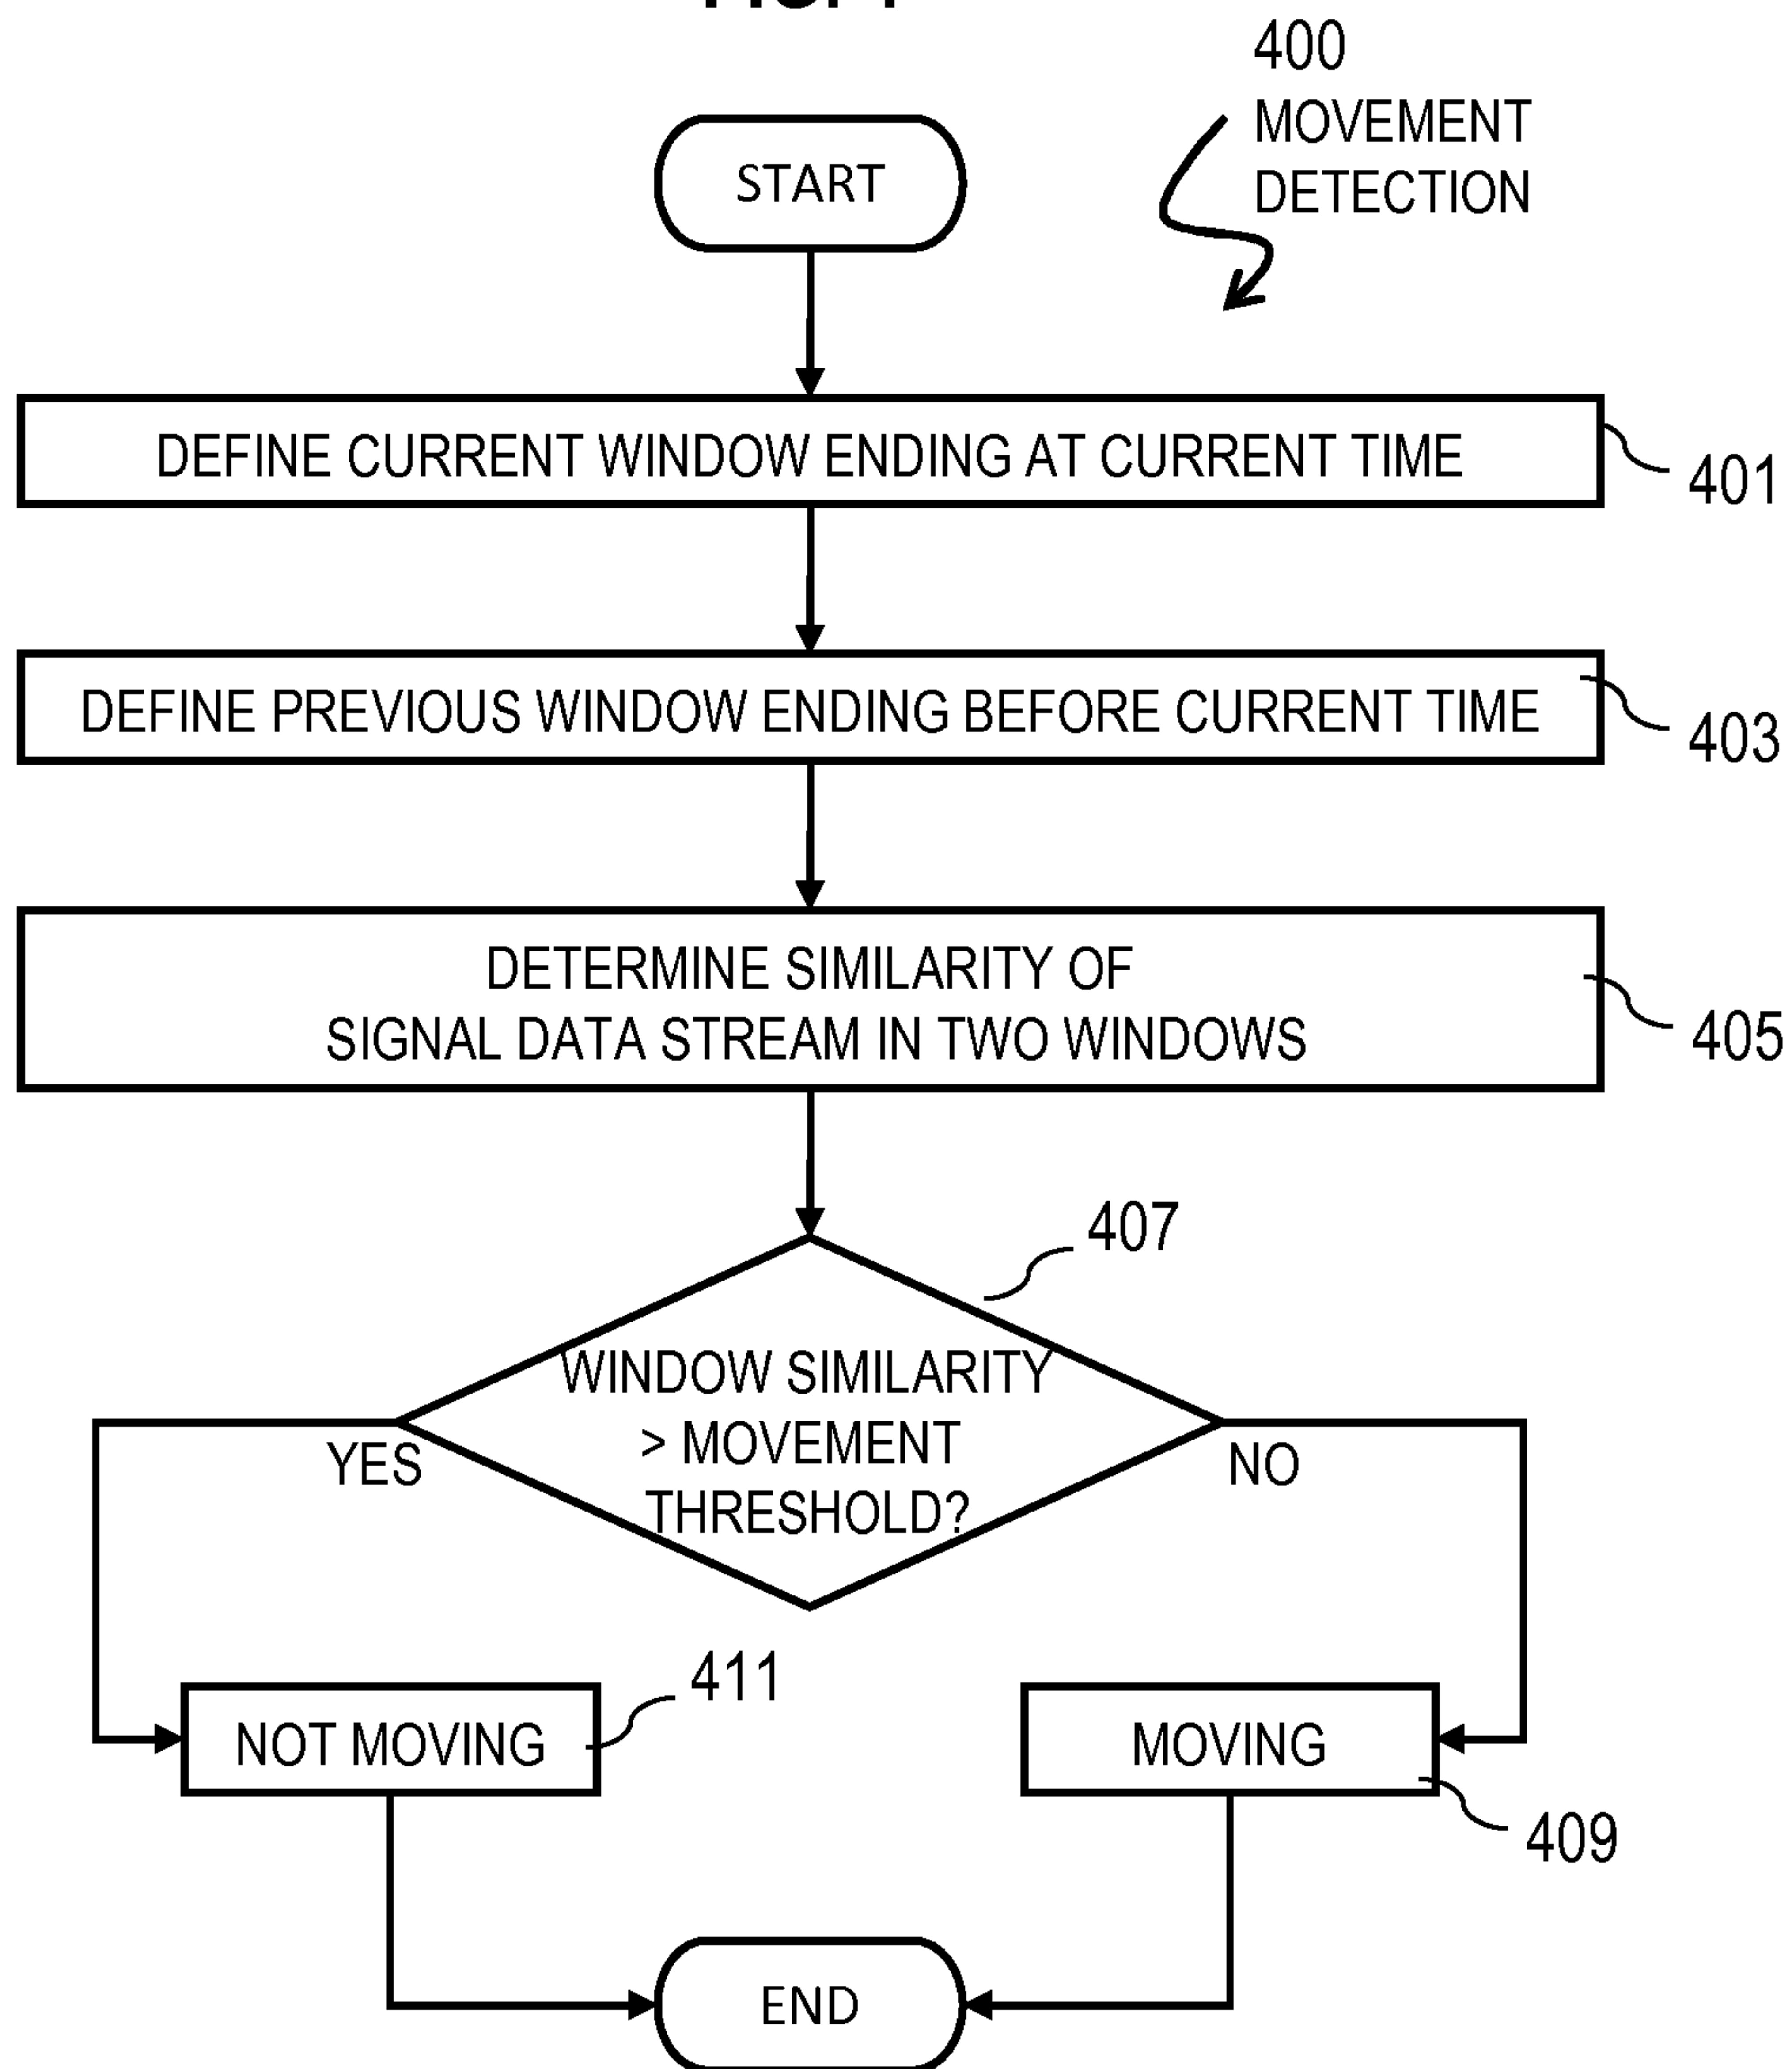 400
MOVEMENT
DETECTION
START
DEFINE CURRENT WINDOW ENDING AT CURRENT TIME
401
DEFINE PREVIOUS WINDOW ENDING BEFORE CURRENT TIME
403
DETERMINE SIMILARITY OF
SIGNAL DATA STREAM IN TWO WINDOWS
405
407
WINDOW SIMILARITY
> MOVEMENT
THRESHOLD?
YES
NO
411
NOT MOVING
MOVING
409
END